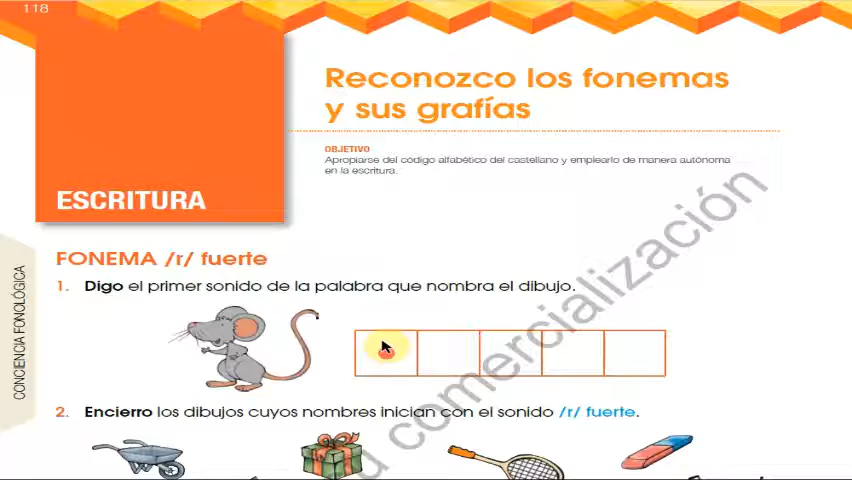 118
Reconozco los fonemas
y sus grafías
OBJETIVO
Apropiarse del código alfabético del castellano y emplearlo de manera autónoma
en la escritura.
ESCRITURA
CONCIENCIA FONOLÓGICA
FONEMA /r/ fuerte
1. Digo el primer sonido de la palabra que nombra el dibujo.
2. Encierro los dibujos cuyos nombres inician con el sonido /r/ fuerte.
comercialización